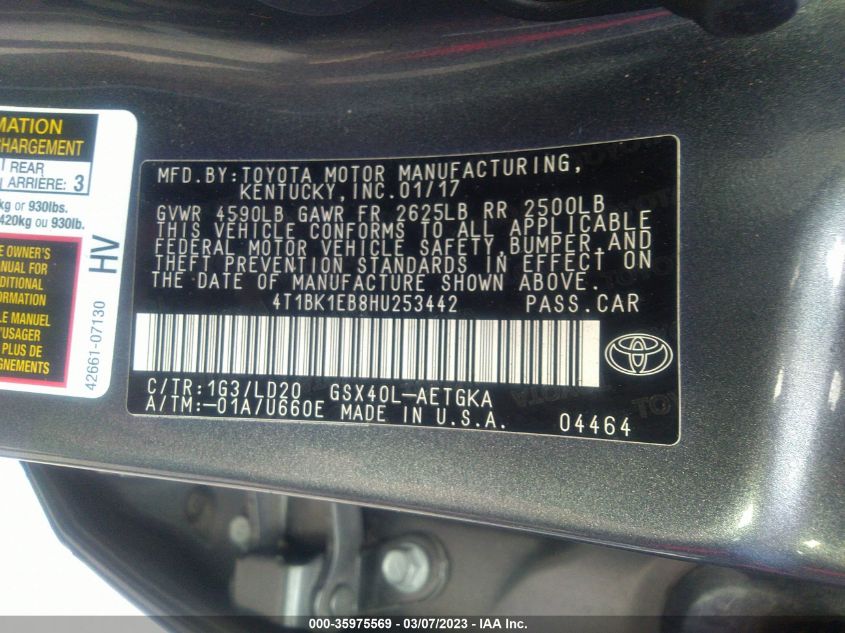 MATION
CHARGEMENT
REAR
ARRIÈRE: 3
kg or 930lbs.
420kg ou 930lb.
E OWNER'S
ANUAL FOR
DDITIONAL
ORMATION
LE MANUEL
'USAGER
PLUS DE
GNEMENTS
HV
42661-07130
MFD.BY:TOYOTA MOTOR MANUFACTURING,
KENTUCKY,INC.01/17
GVWR 4590LB GAWR FR 2625LB RR 2500LB
THIS VEHICLE CONFORMS TO ALL APPLICABLE
FEDERAL MOTOR VEHICLE SAFETY,BUMPER,AND
THEFT PREVENTION STANDARDS IN EFFECT ON
THE DATE OF MANUFACTURE SHOWN ABOVE.
4T1BK1EB8HU253442 PASS.CAR
C/TR:1G3/LD20 GSX40L-AETGKA
A/TM:-01A/U660E MADE IN U.S.A. 04464
000-35975569 - 03/07/2023 - IAA Inc.